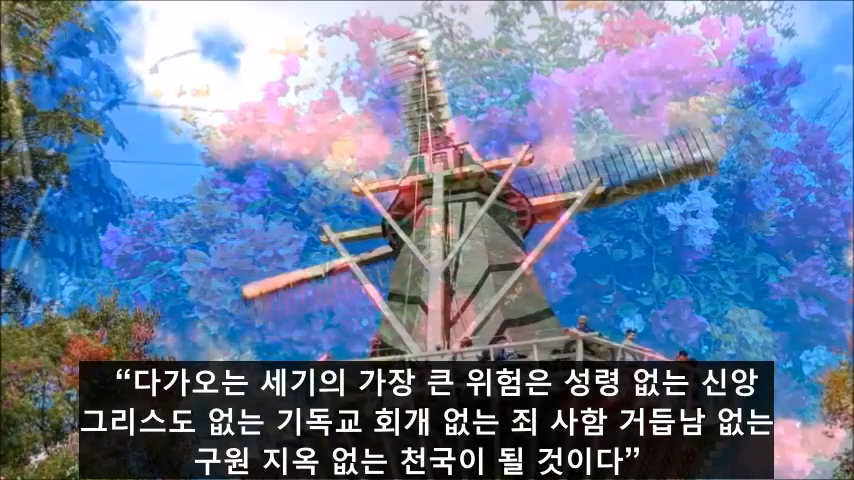 “다가오는 세기의 가장 큰 위험은 성령 없는 신앙
그리스도 없는 기독교 회개 없는 죄 사함 거듭남 없는
구원 지옥 없는 천국이 될 것이다”